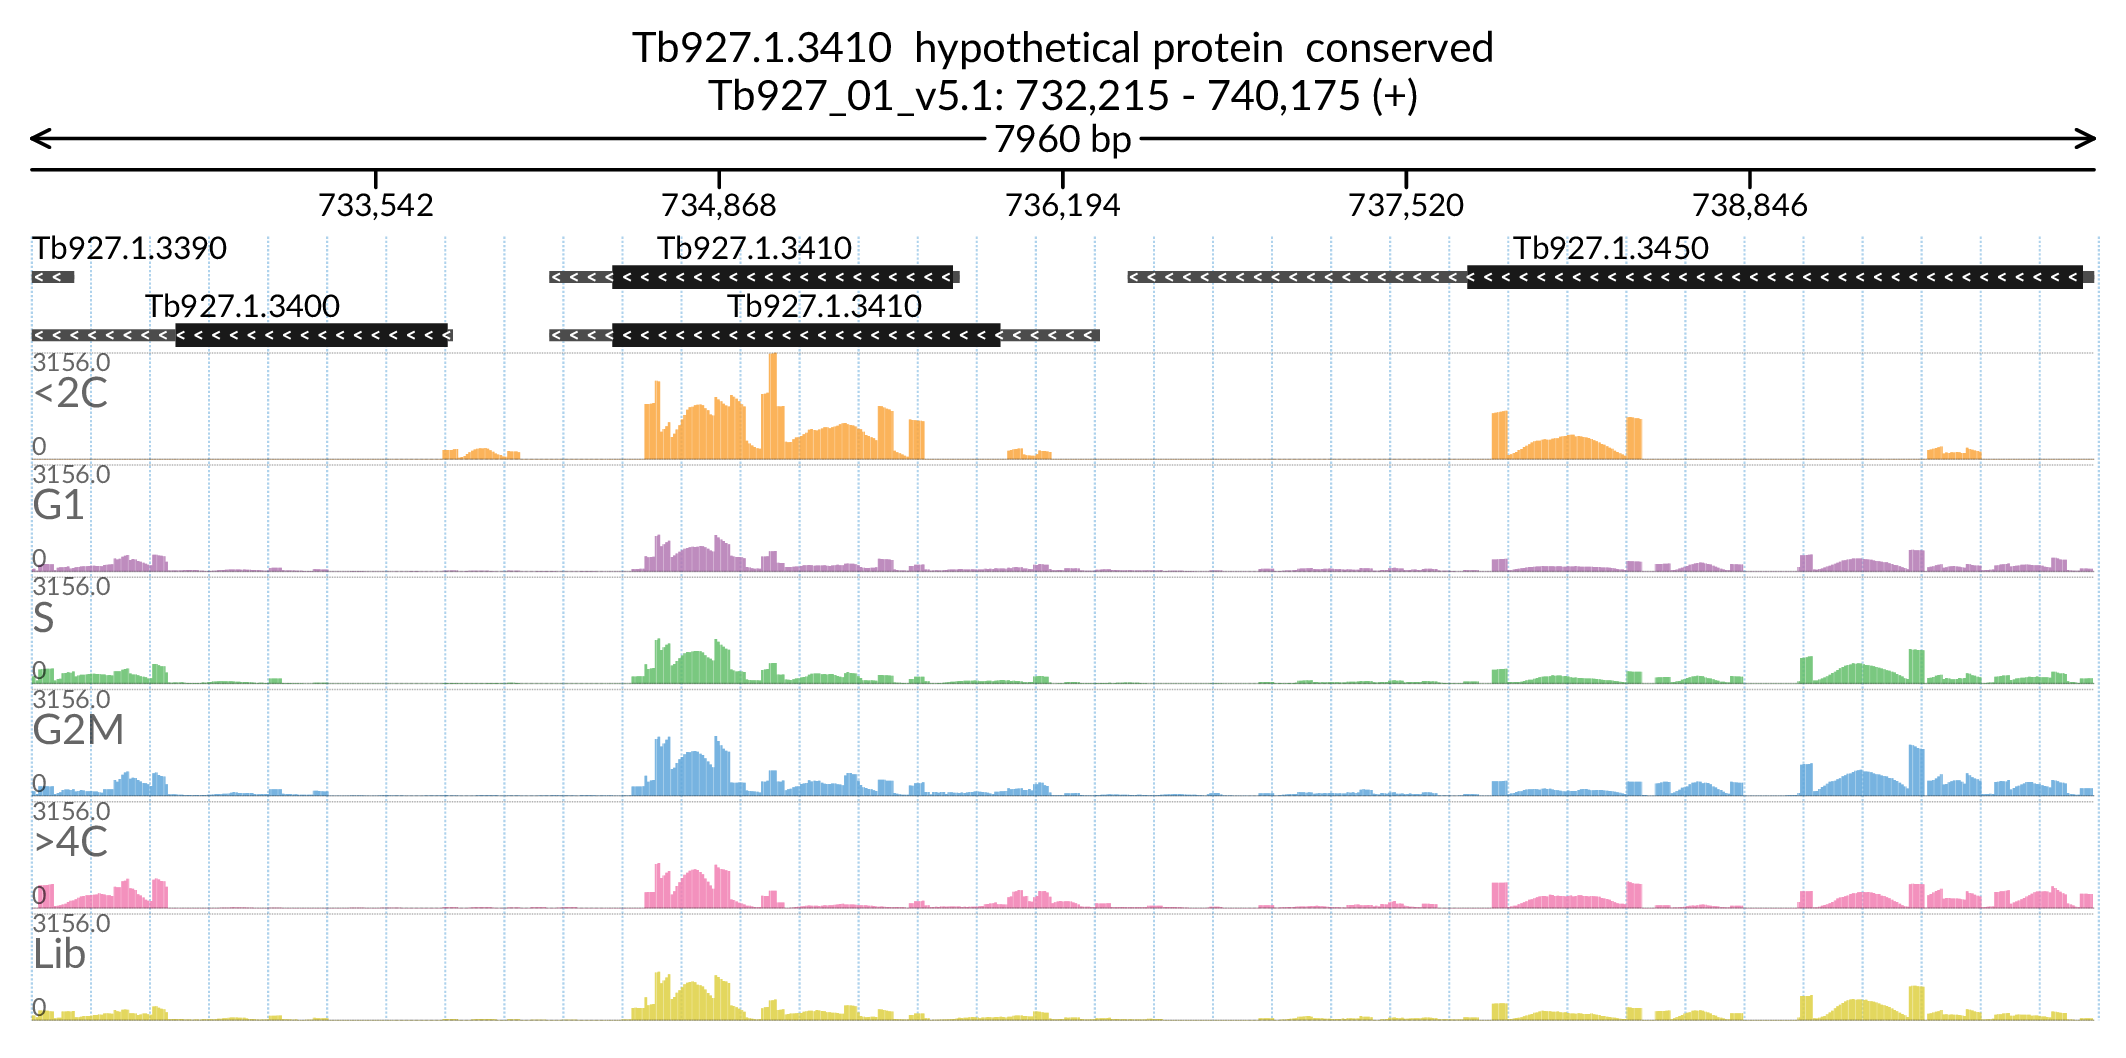 Tb927.1.3410 hypothetical protein conserved
Tb927_01_v5.1: 732,215 - 740,175 (+)
7960 bp
733,542 734,868 736,194 737,520 738,846
Tb927.1.3390 Tb927.1.3410 Tb927.1.3450
Tb927.1.3400 Tb927.1.3410
3156.0
<2C
0
3156.0
G1
0
3156.0
S
0
3156.0
G2M
0
3156.0
>4C
0
3156.0
Lib
0